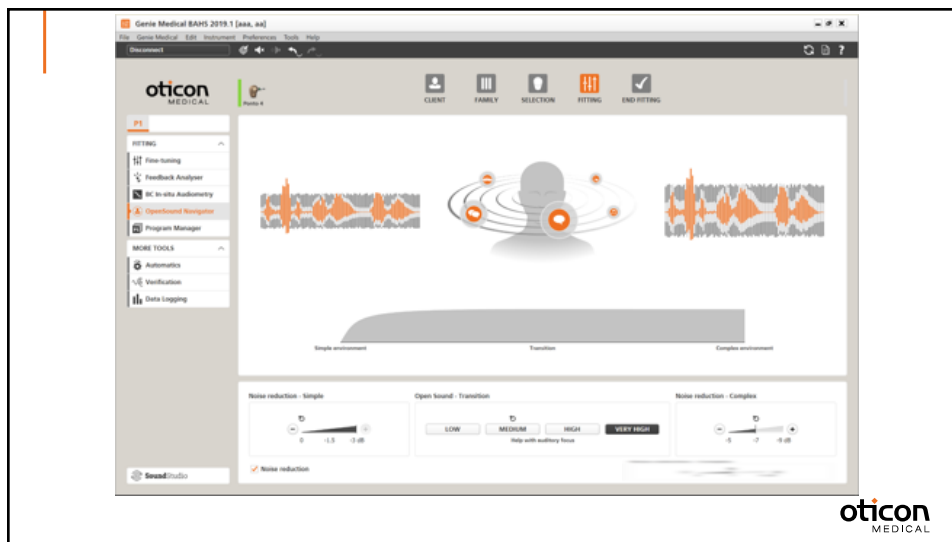 Genie Medical BAHS 2019.1 [aaa, aa]
File Genie Medical Edit Instrument Preferences Tools Help
Disconnect
oticon
MEDICAL
Ponto 4
CLIENT FAMILY SELECTION FITTING END FITTING
P1
FITTING
Fine-tuning
Feedback Analyser
BC In-situ Audiometry
OpenSound Navigator
Program Manager
MORE TOOLS
Automatics
Verification
Data Logging
Simple environment Transition Complex environment
Noise reduction - Simple Open Sound - Transition Noise reduction - Complex
LOW MEDIUM HIGH VERY HIGH
0 -1.5 -3 dB Help with auditory focus -5 -7 -9 dB
Noise reduction
SoundStudio
oticon
MEDICAL